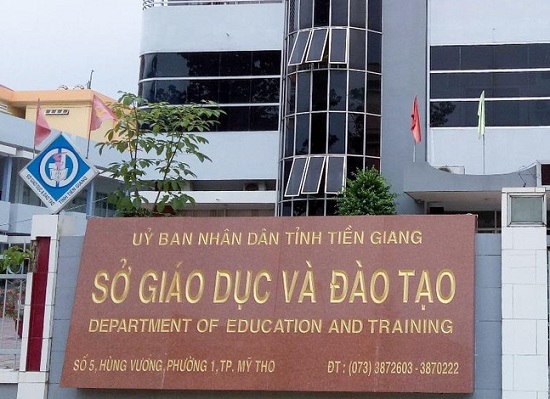 UỶ BAN NHÂN DÂN TỈNH TIỀN GIANG
SỞ GIÁO DỤC VÀ ĐÀO TẠO
DEPARTMENT OF EDUCATION AND TRAINING
SỐ 5, HÙNG VƯƠNG, PHƯỜNG 1, TP. MỸ THO ĐT : (073) 3872603 - 3870222